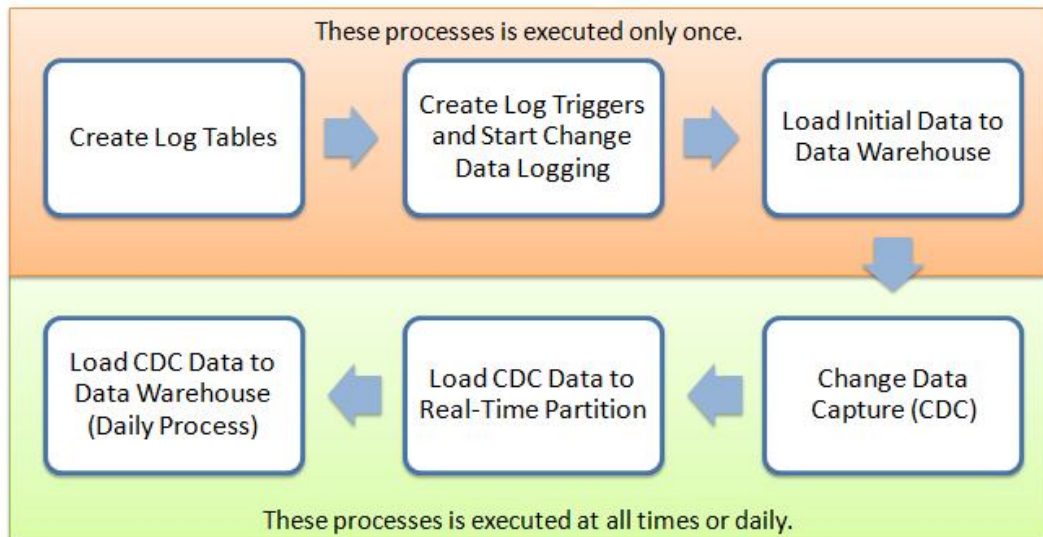 These processes is executed only once.
Create Log Tables
Create Log Triggers
and Start Change
Data Logging
Load Initial Data to
Data Warehouse
Load CDC Data to
Data Warehouse
(Daily Process)
Load CDC Data to
Real-Time Partition
Change Data
Capture (CDC)
These processes is executed at all times or daily.